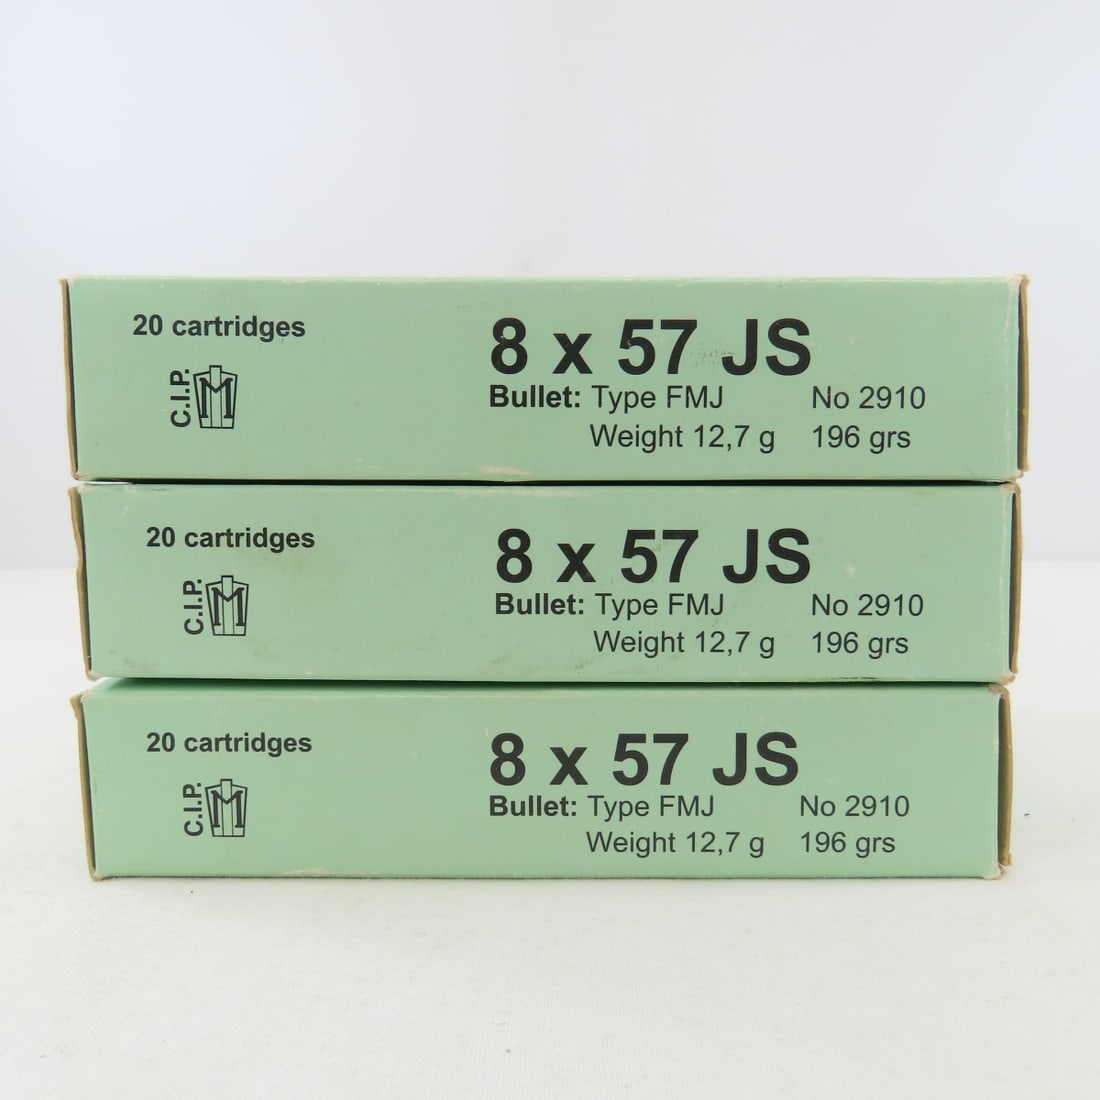 20 cartridges
8 x 57 JS
C.I.P. M
Bullet: Type FMJ No 2910
Weight 12,7 g 196 grs
20 cartridges
8 x 57 JS
C.I.P. M
Bullet: Type FMJ No 2910
Weight 12,7 g 196 grs
20 cartridges
8 x 57 JS
C.I.P. M
Bullet: Type FMJ No 2910
Weight 12,7 g 196 grs